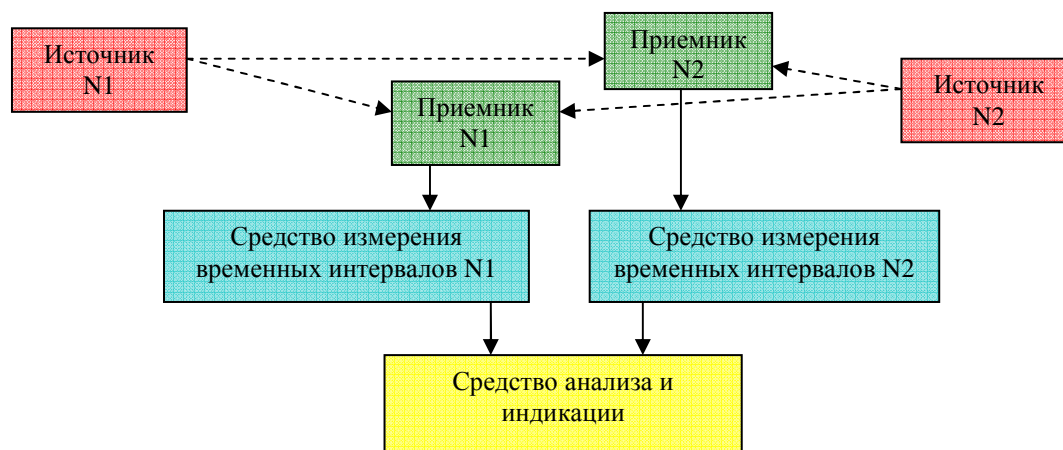 Источник
N1
Приемник
N2
Приемник
N1
Источник
N2
Средство измерения
временных интервалов N1
Средство измерения
временных интервалов N2
Средство анализа и
индикации